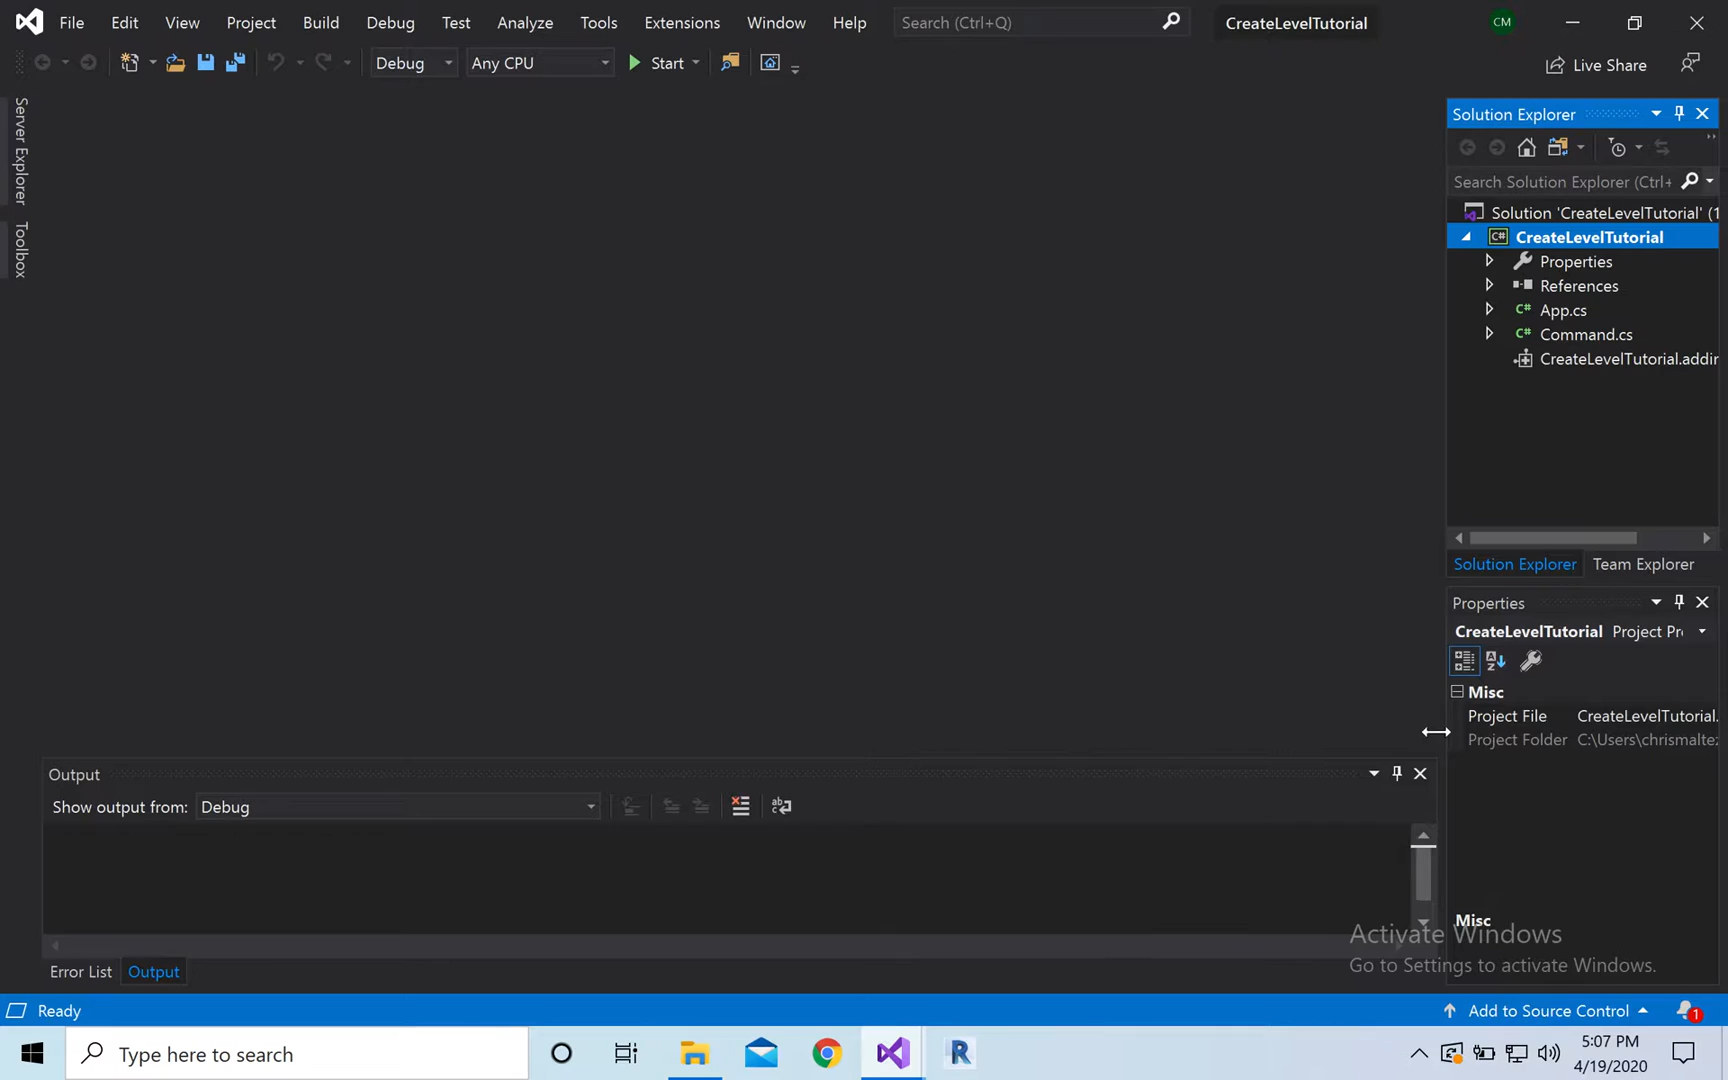 File Edit View Project Build Debug Test Analyze Tools Extensions Window Help Search (Ctrl+Q) CreateLevelTutorial CM
Debug Any CPU Start Live Share
Server Explorer
Toolbox
Solution Explorer
Search Solution Explorer (Ctrl+
Solution 'CreateLevelTutorial' (1
C# CreateLevelTutorial
Properties
References
C# App.cs
C# Command.cs
CreateLevelTutorial.addin
Solution Explorer Team Explorer
Properties
CreateLevelTutorial Project Pr
Misc
Project File CreateLevelTutorial.
Project Folder C:\Users\chrismaltez
Misc
Output
Show output from: Debug
Error List Output
Activate Windows
Go to Settings to activate Windows.
Ready Add to Source Control 1
Type here to search
R
5:07 PM
4/19/2020